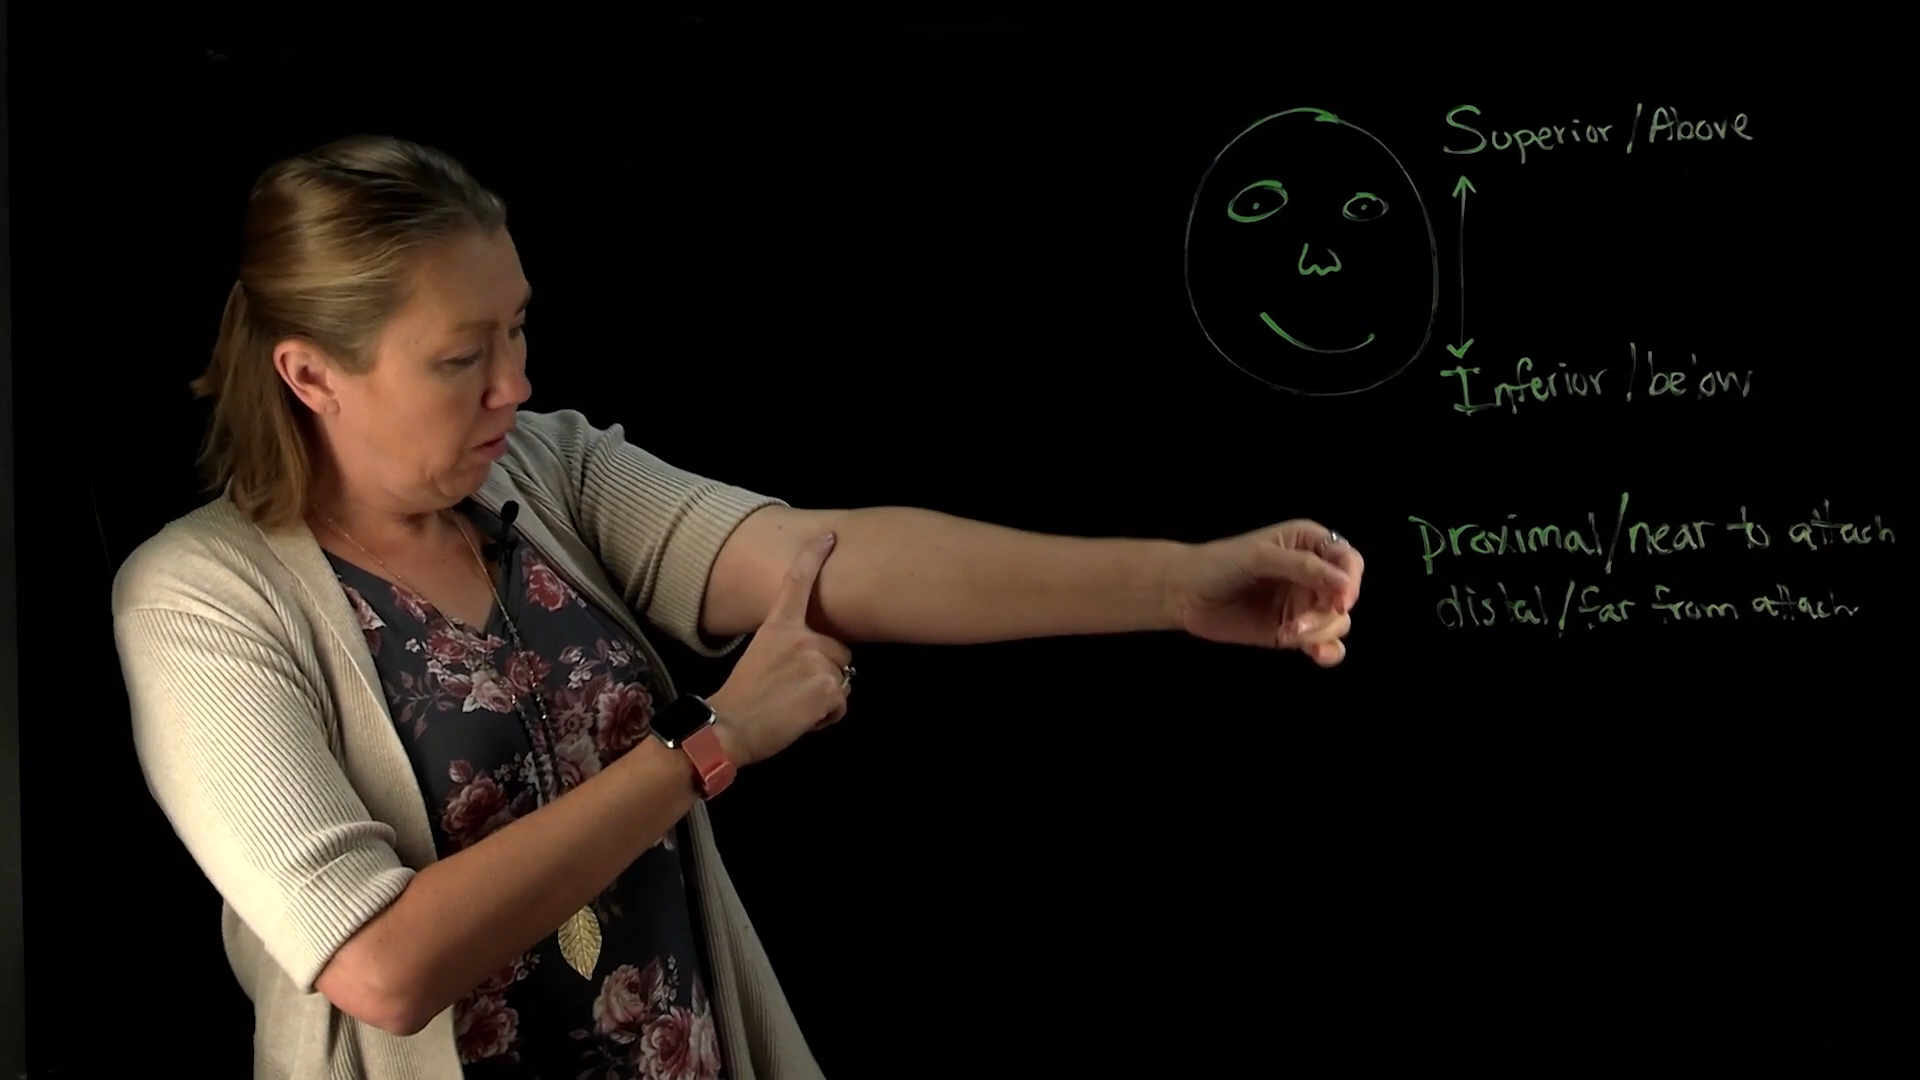 Superior / Above
Inferior / below
proximal / near to attach
distal / far from attach